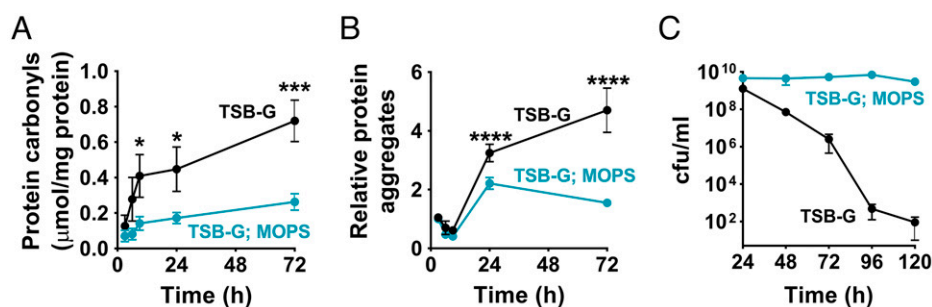 A
Protein carbonyls
(μmol/mg protein)
1.0
0.8
0.6
0.4
0.2
0.0
*
*
***
TSB-G
TSB-G; MOPS
0
24
48
72
Time (h)
B
Relative protein
aggregates
6
4
2
0
****
****
TSB-G
TSB-G; MOPS
0
24
48
72
Time (h)
C
cfu/ml
10^10
10^8
10^6
10^4
10^2
TSB-G; MOPS
TSB-G
24
48
72
96
120
Time (h)